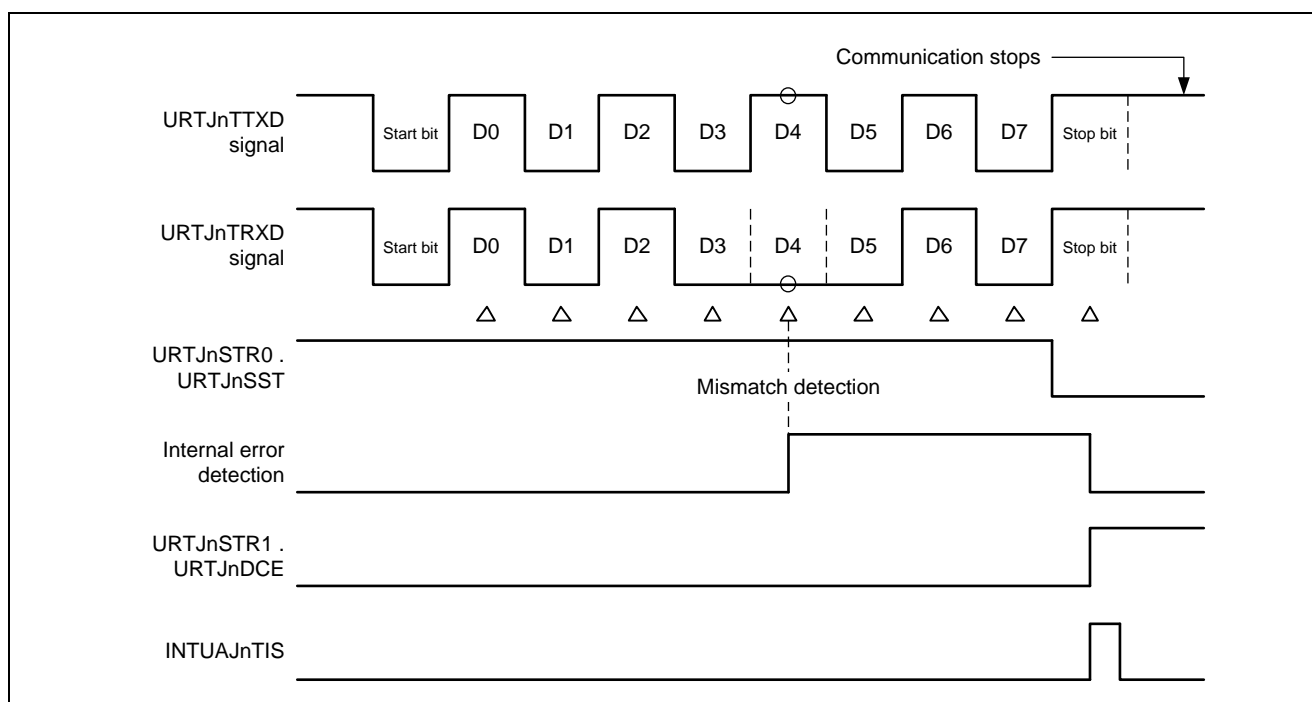 Communication stops
URTJnTTXD
signal
Start bit D0 D1 D2 D3 D4 D5 D6 D7 Stop bit
URTJnTRXD
signal
Start bit D0 D1 D2 D3 D4 D5 D6 D7 Stop bit
URTJnSTR0 .
URTJnSST
Mismatch detection
Internal error
detection
URTJnSTR1 .
URTJnDCE
INTUAJnTIS